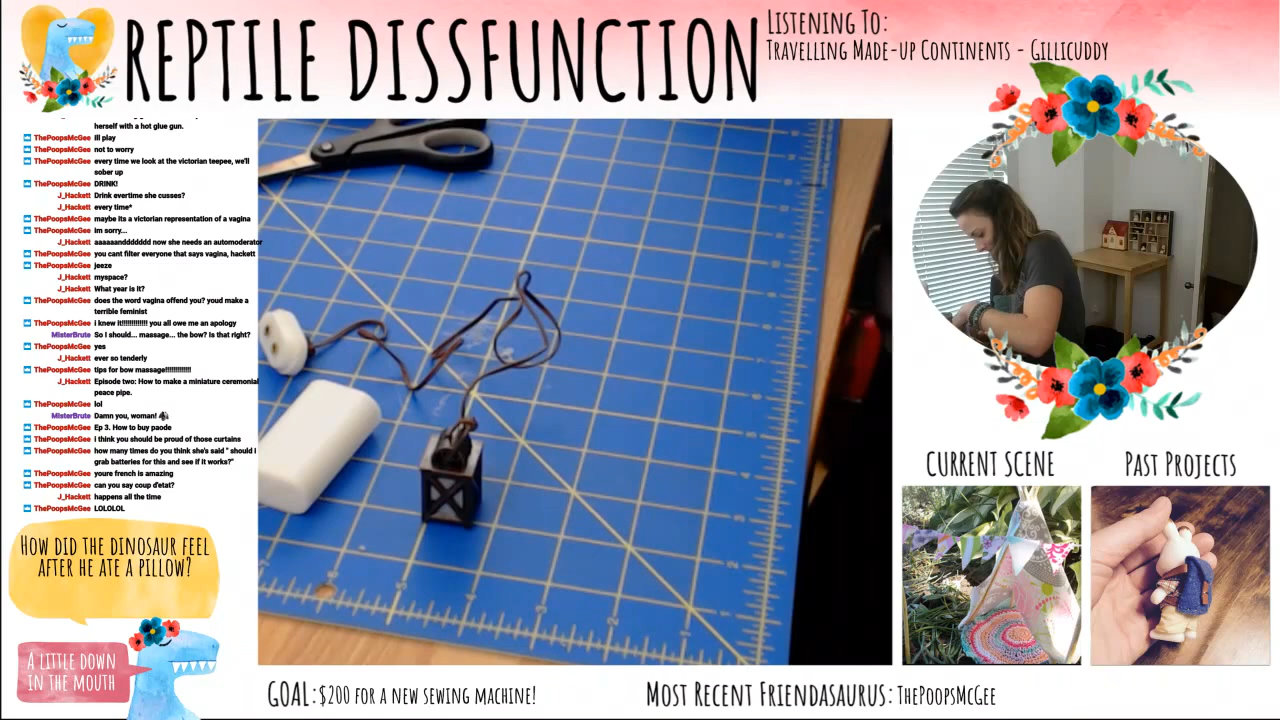 REPTILE DISSFUNCTION
LISTENING TO:
TRAVELLING MADE-UP CONTINENTS - GILLICUDDY
herself with a hot glue gun.
ThePoopsMcGee ill play
ThePoopsMcGee not to worry
ThePoopsMcGee every time we look at the victorian teepee, we'll
sober up
ThePoopsMcGee DRINK!
J_Hackett Drink evertime she cusses?
J_Hackett every time*
ThePoopsMcGee maybe its a victorian representation of a vagina
ThePoopsMcGee im sorry...
J_Hackett aaaaaanddddddd now she needs an automoderator
ThePoopsMcGee you cant filter everyone that says vagina, hackett
ThePoopsMcGee jeeze
J_Hackett myspace?
J_Hackett What year is it?
ThePoopsMcGee does the word vagina offend you? youd make a
terrible feminist
ThePoopsMcGee i knew it!!!!!!!!!!!!! you all owe me an apology
MisterBrute So I should... massage... the bow? Is that right?
ThePoopsMcGee yes
J_Hackett ever so tenderly
ThePoopsMcGee tips for bow massage!!!!!!!!!!!!!
J_Hackett Episode two: How to make a miniature ceremonial
peace pipe.
ThePoopsMcGee lol
MisterBrute Damn you, woman!
ThePoopsMcGee Ep 3. How to buy paode
ThePoopsMcGee i think you should be proud of those curtains
ThePoopsMcGee how many times do you think she's said " should i
grab batteries for this and see if it works?"
ThePoopsMcGee youre french is amazing
ThePoopsMcGee can you say coup d'etat?
J_Hackett happens all the time
ThePoopsMcGee LOLOLOL
HOW DID THE DINOSAUR FEEL
AFTER HE ATE A PILLOW?
A LITTLE DOWN
IN THE MOUTH
CURRENT SCENE
PAST PROJECTS
GOAL: $200 FOR A NEW SEWING MACHINE!
MOST RECENT FRIENDASAURUS: THEPOOPSMCGEE